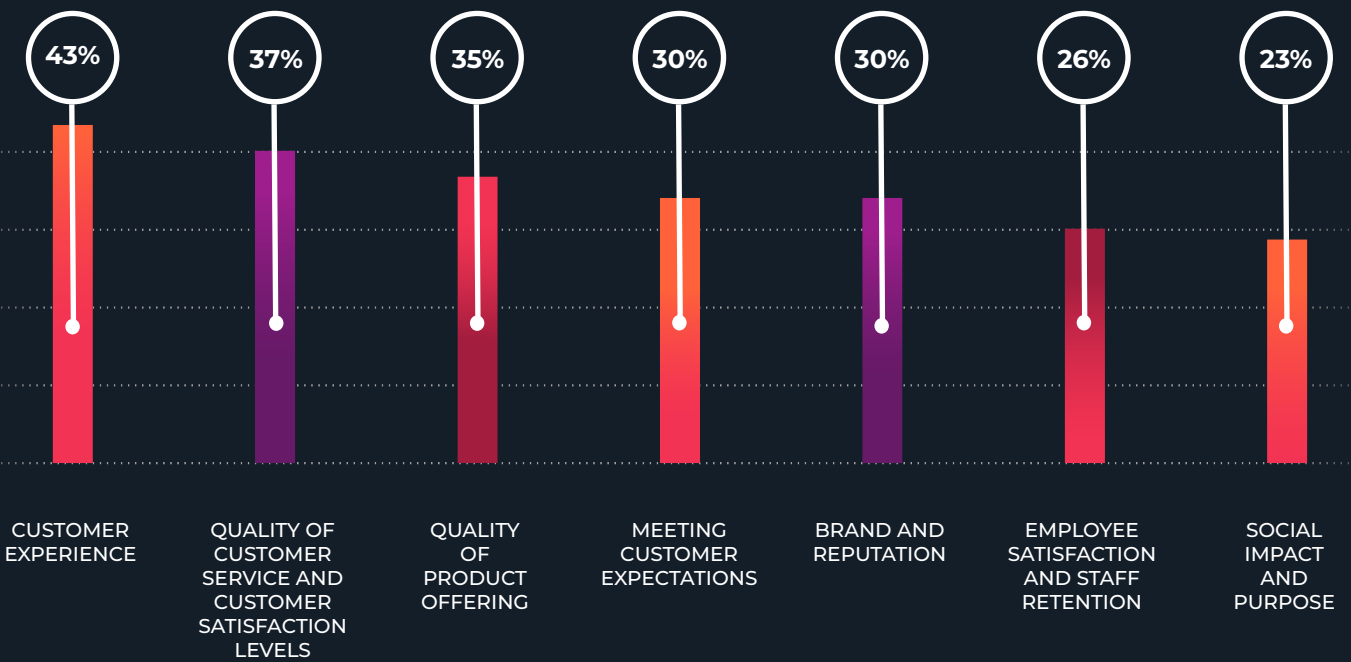 43%
37%
35%
30%
30%
26%
23%
CUSTOMER
EXPERIENCE
QUALITY OF
CUSTOMER
SERVICE AND
CUSTOMER
SATISFACTION
LEVELS
QUALITY
OF
PRODUCT
OFFERING
MEETING
CUSTOMER
EXPECTATIONS
BRAND AND
REPUTATION
EMPLOYEE
SATISFACTION
AND STAFF
RETENTION
SOCIAL
IMPACT
AND
PURPOSE